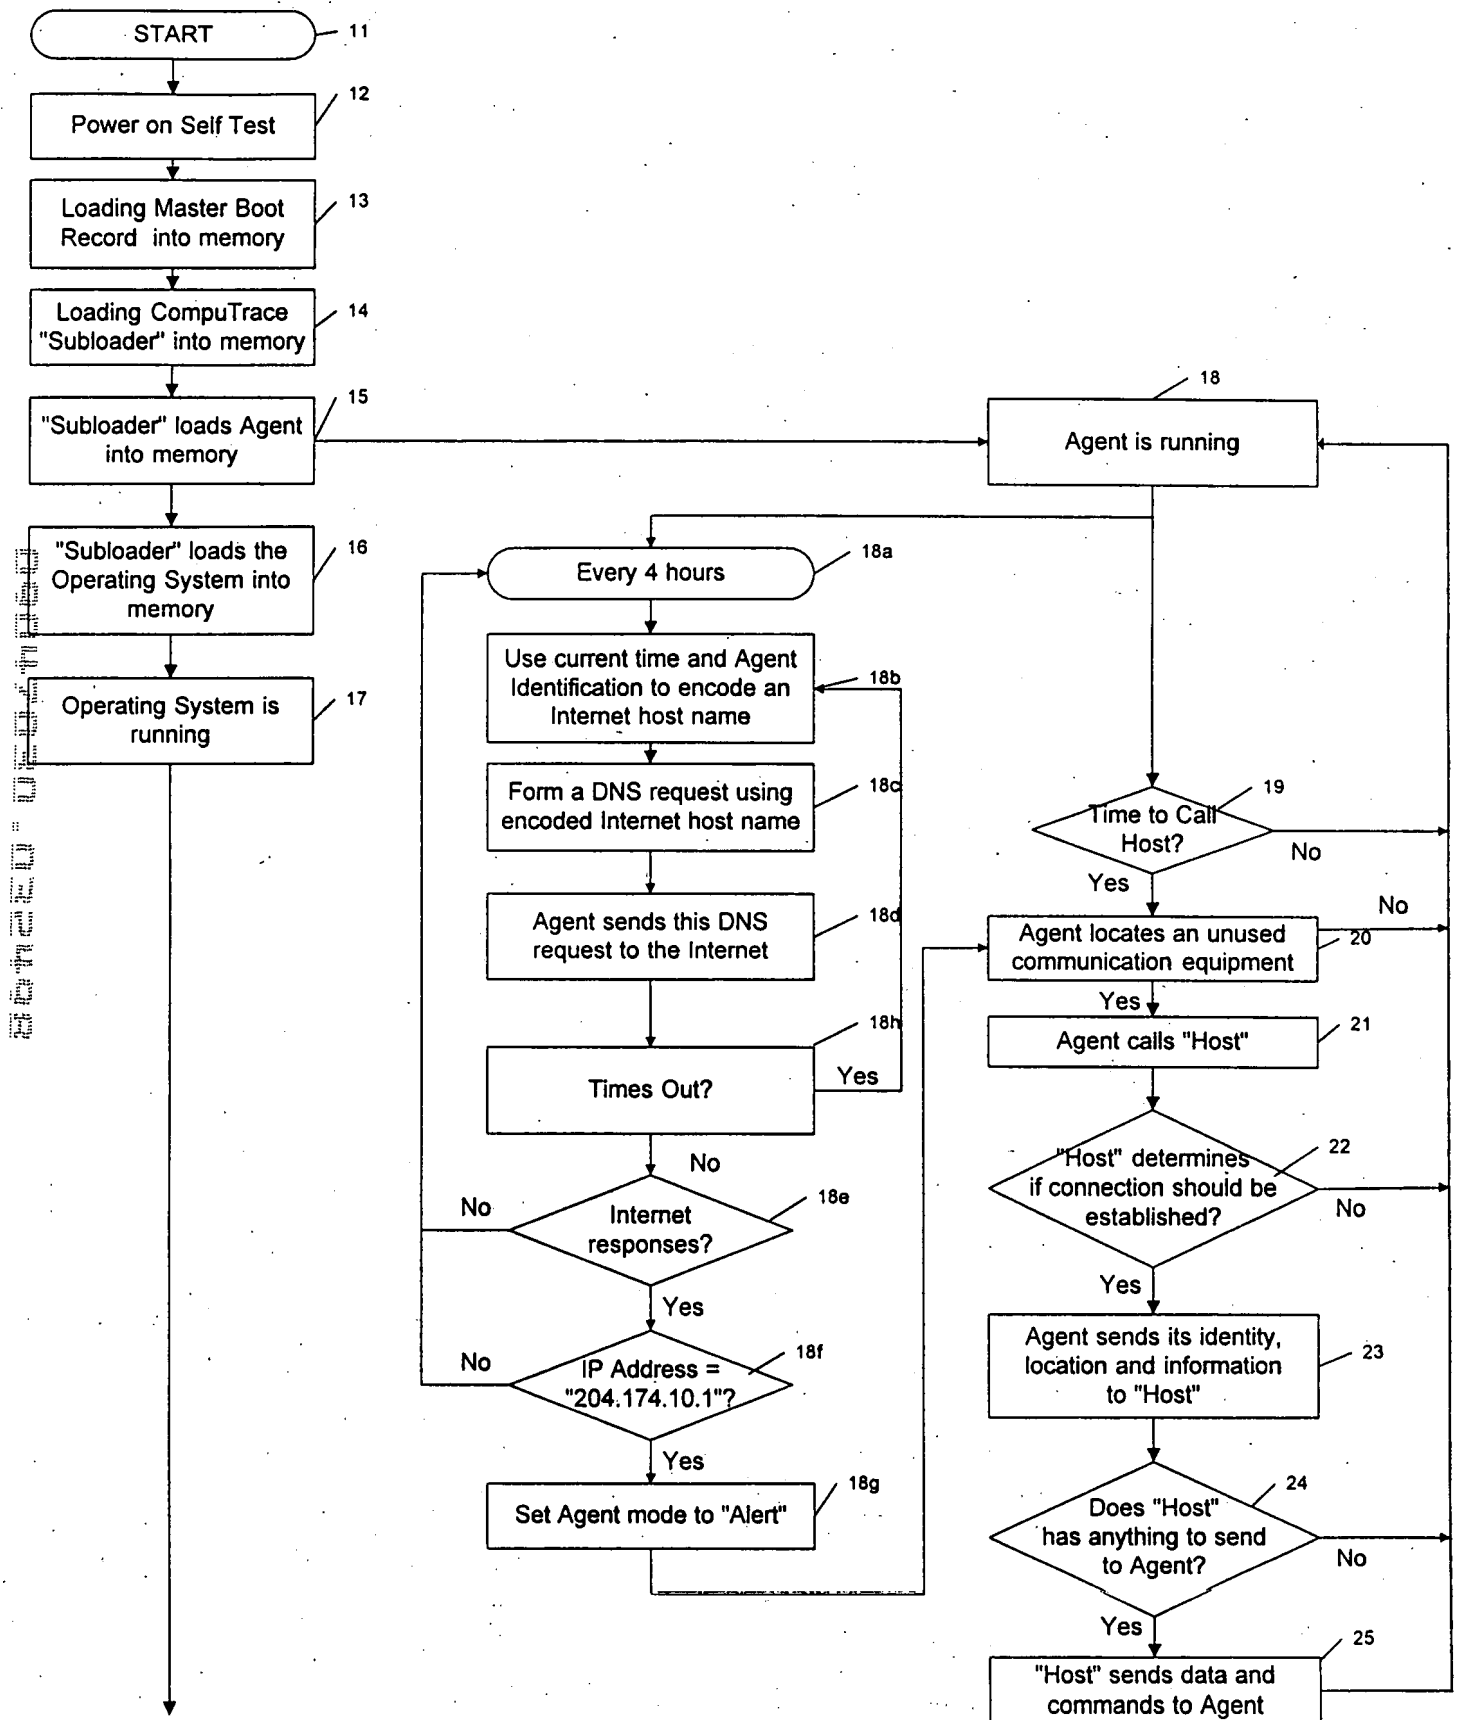 START
11
Power on Self Test
12
Loading Master Boot
Record into memory
13
Loading CompuTrace
"Subloader" into memory
14
"Subloader" loads Agent
into memory
15
"Subloader" loads the
Operating System into
memory
16
Operating System is
running
17
Agent is running
18
Every 4 hours
18a
Use current time and Agent
Identification to encode an
Internet host name
18b
Form a DNS request using
encoded Internet host name
18c
Agent sends this DNS
request to the Internet
18d
Times Out?
18h
Yes
No
Internet
responses?
18e
No
Yes
IP Address =
"204.174.10.1"?
18f
No
Yes
Set Agent mode to "Alert"
18g
Time to Call
Host?
19
No
Yes
Agent locates an unused
communication equipment
20
No
Yes
Agent calls "Host"
21
"Host" determines
if connection should be
established?
22
No
Yes
Agent sends its identity,
location and information
to "Host"
23
Does "Host"
has anything to send
to Agent?
24
No
Yes
"Host" sends data and
commands to Agent
25